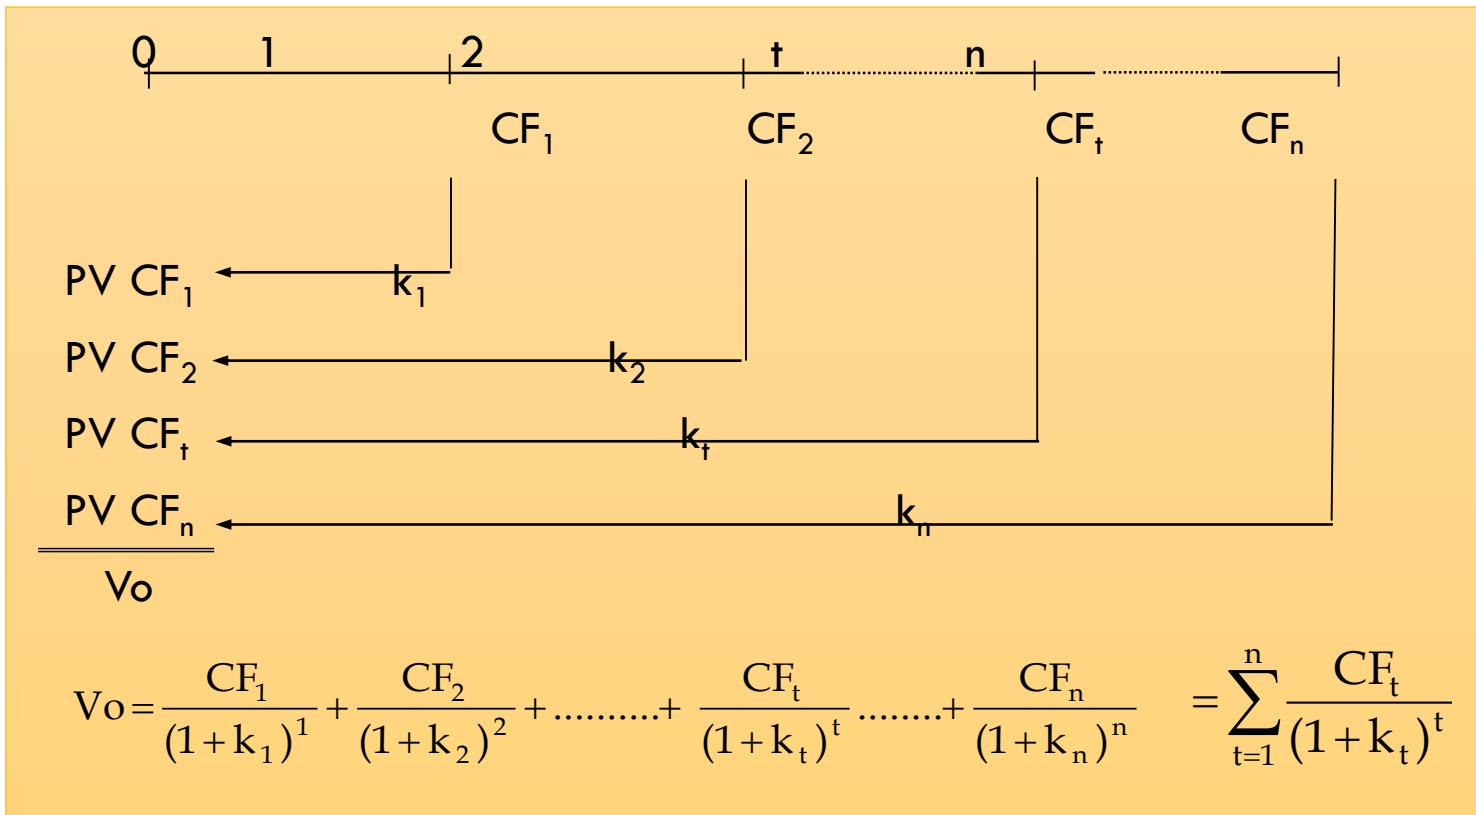 0 1 2 t n
CF₁ CF₂ CFₜ CFₙ
PV CF₁ k₁
PV CF₂ k₂
PV CFₜ kₜ
PV CFₙ kₙ
Vo
Vo = CF₁/(1+k₁)¹ + CF₂/(1+k₂)² + ..........+ CFₜ/(1+kₜ)ᵗ ........+ CFₙ/(1+kₙ)ⁿ = ∑ₜ₌₁ⁿ CFₜ/(1+kₜ)ᵗ